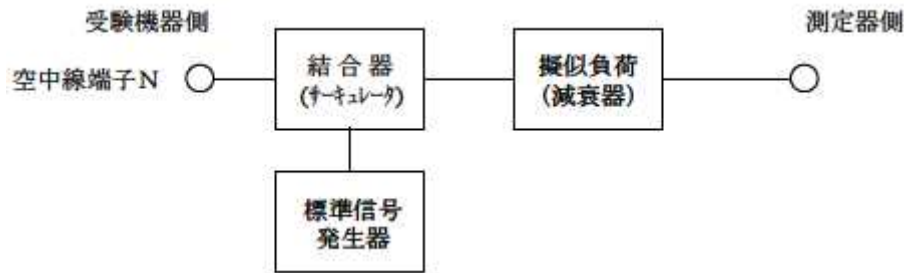 受験機器側
測定器側
空中線端子N
結合器
(サーキュレータ)
擬似負荷
(減衰器)
標準信号
発生器